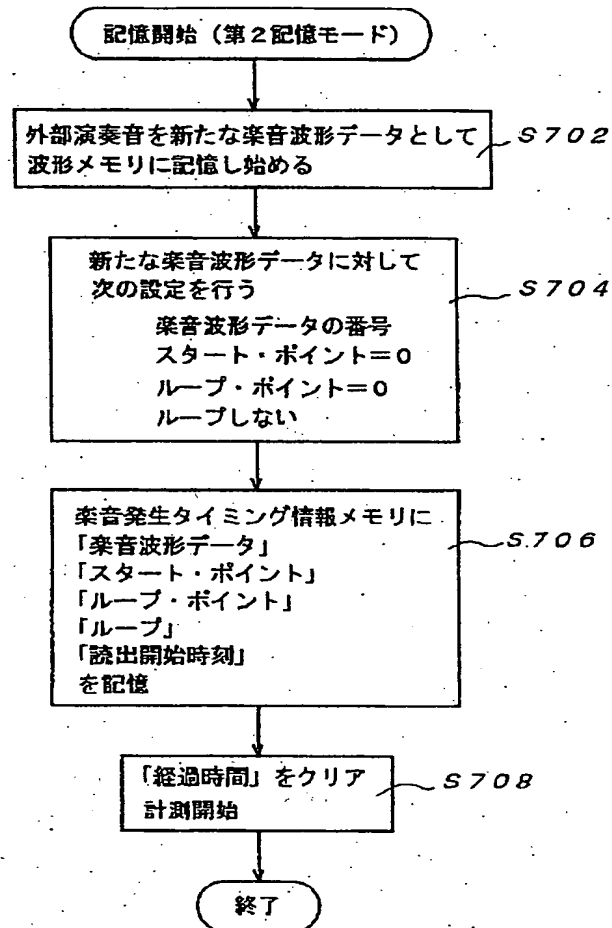 記憶開始（第２記憶モード）
外部演奏音を新たな楽音波形データとして
波形メモリに記憶し始める
S702
新たな楽音波形データに対して
次の設定を行う
楽音波形データの番号
スタート・ポイント＝０
ループ・ポイント＝０
ループしない
S704
楽音発生タイミング情報メモリに
「楽音波形データ」
「スタート・ポイント」
「ループ・ポイント」
「ループ」
「読出開始時刻」
を記憶
S706
「経過時間」をクリア
計測開始
S708
終了